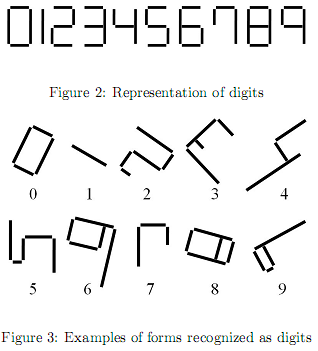 0123456789
Figure 2: Representation of digits
0 1 2 3 4
5 6 7 8 9
Figure 3: Examples of forms recognized as digits